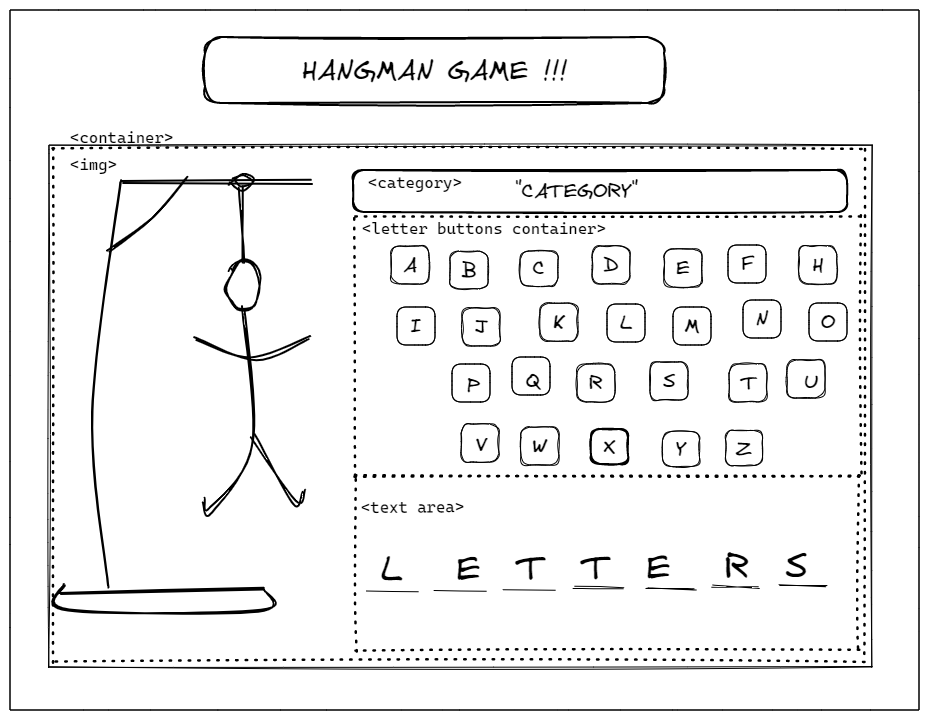 HANGMAN GAME !!!
<container>
<img>
<category> "CATEGORY"
<letter buttons container>
A B C D E F H
I J K L M N O
P Q R S T U
V W X Y Z
<text area>
L E T T E R S